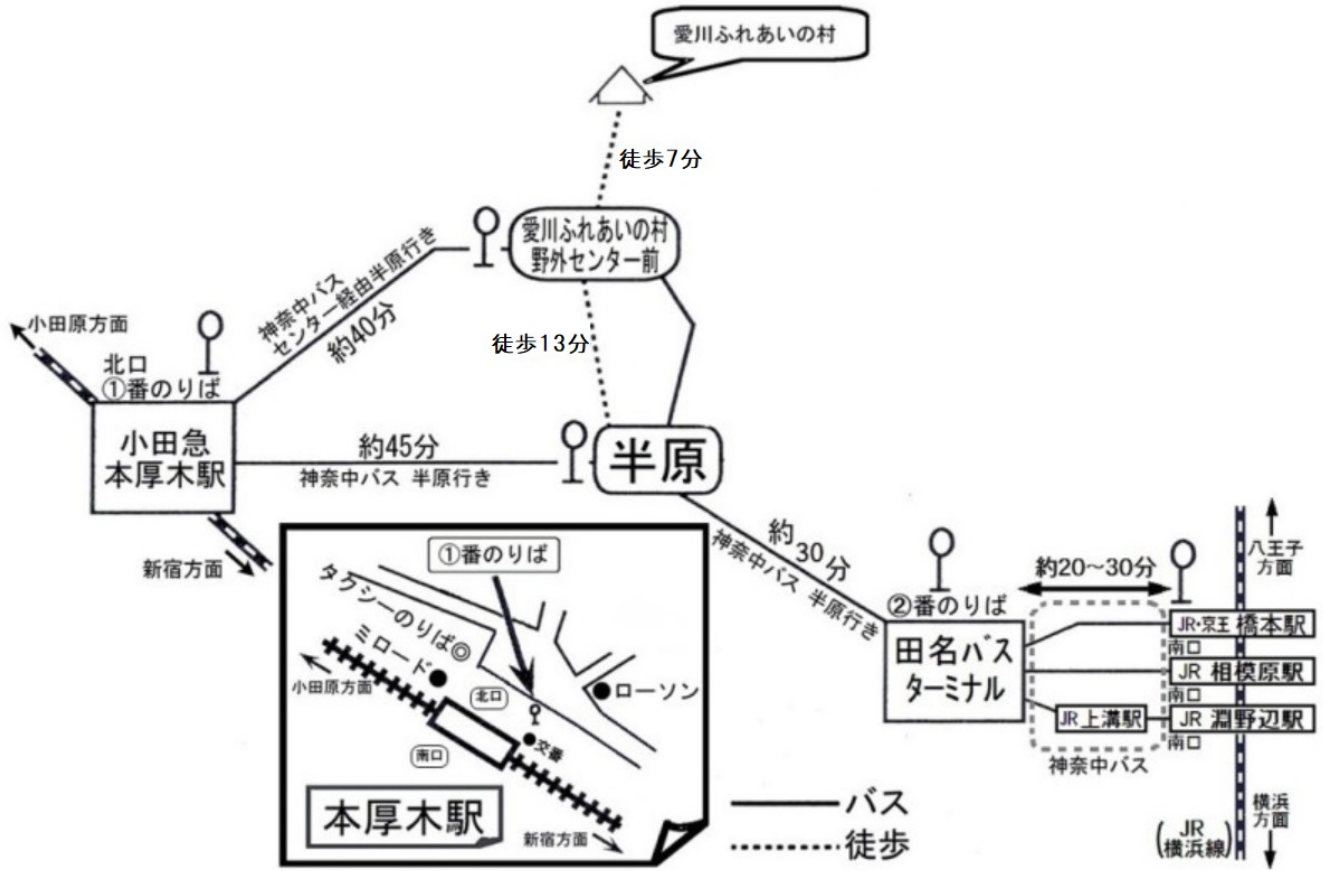 愛川ふれあいの村
徒歩7分
愛川ふれあいの村
野外センター前
神奈中バス
センター経由半原行き
約40分
徒歩13分
小田原方面
北口
①番のりば
小田急
本厚木駅
新宿方面
約45分
神奈中バス 半原行き
半原
約30分
神奈中バス 半原行き
②番のりば
田名バス
ターミナル
約20～30分
八王子
方面
JR・京王 橋本駅
南口
JR 相模原駅
南口
JR 上溝駅
JR 淵野辺駅
南口
神奈中バス
横浜
方面
(JR
横浜線)
①番のりば
タクシーのりば◎
ミロード
小田原方面
北口
ローソン
交番
南口
本厚木駅
新宿方面
バス
徒歩